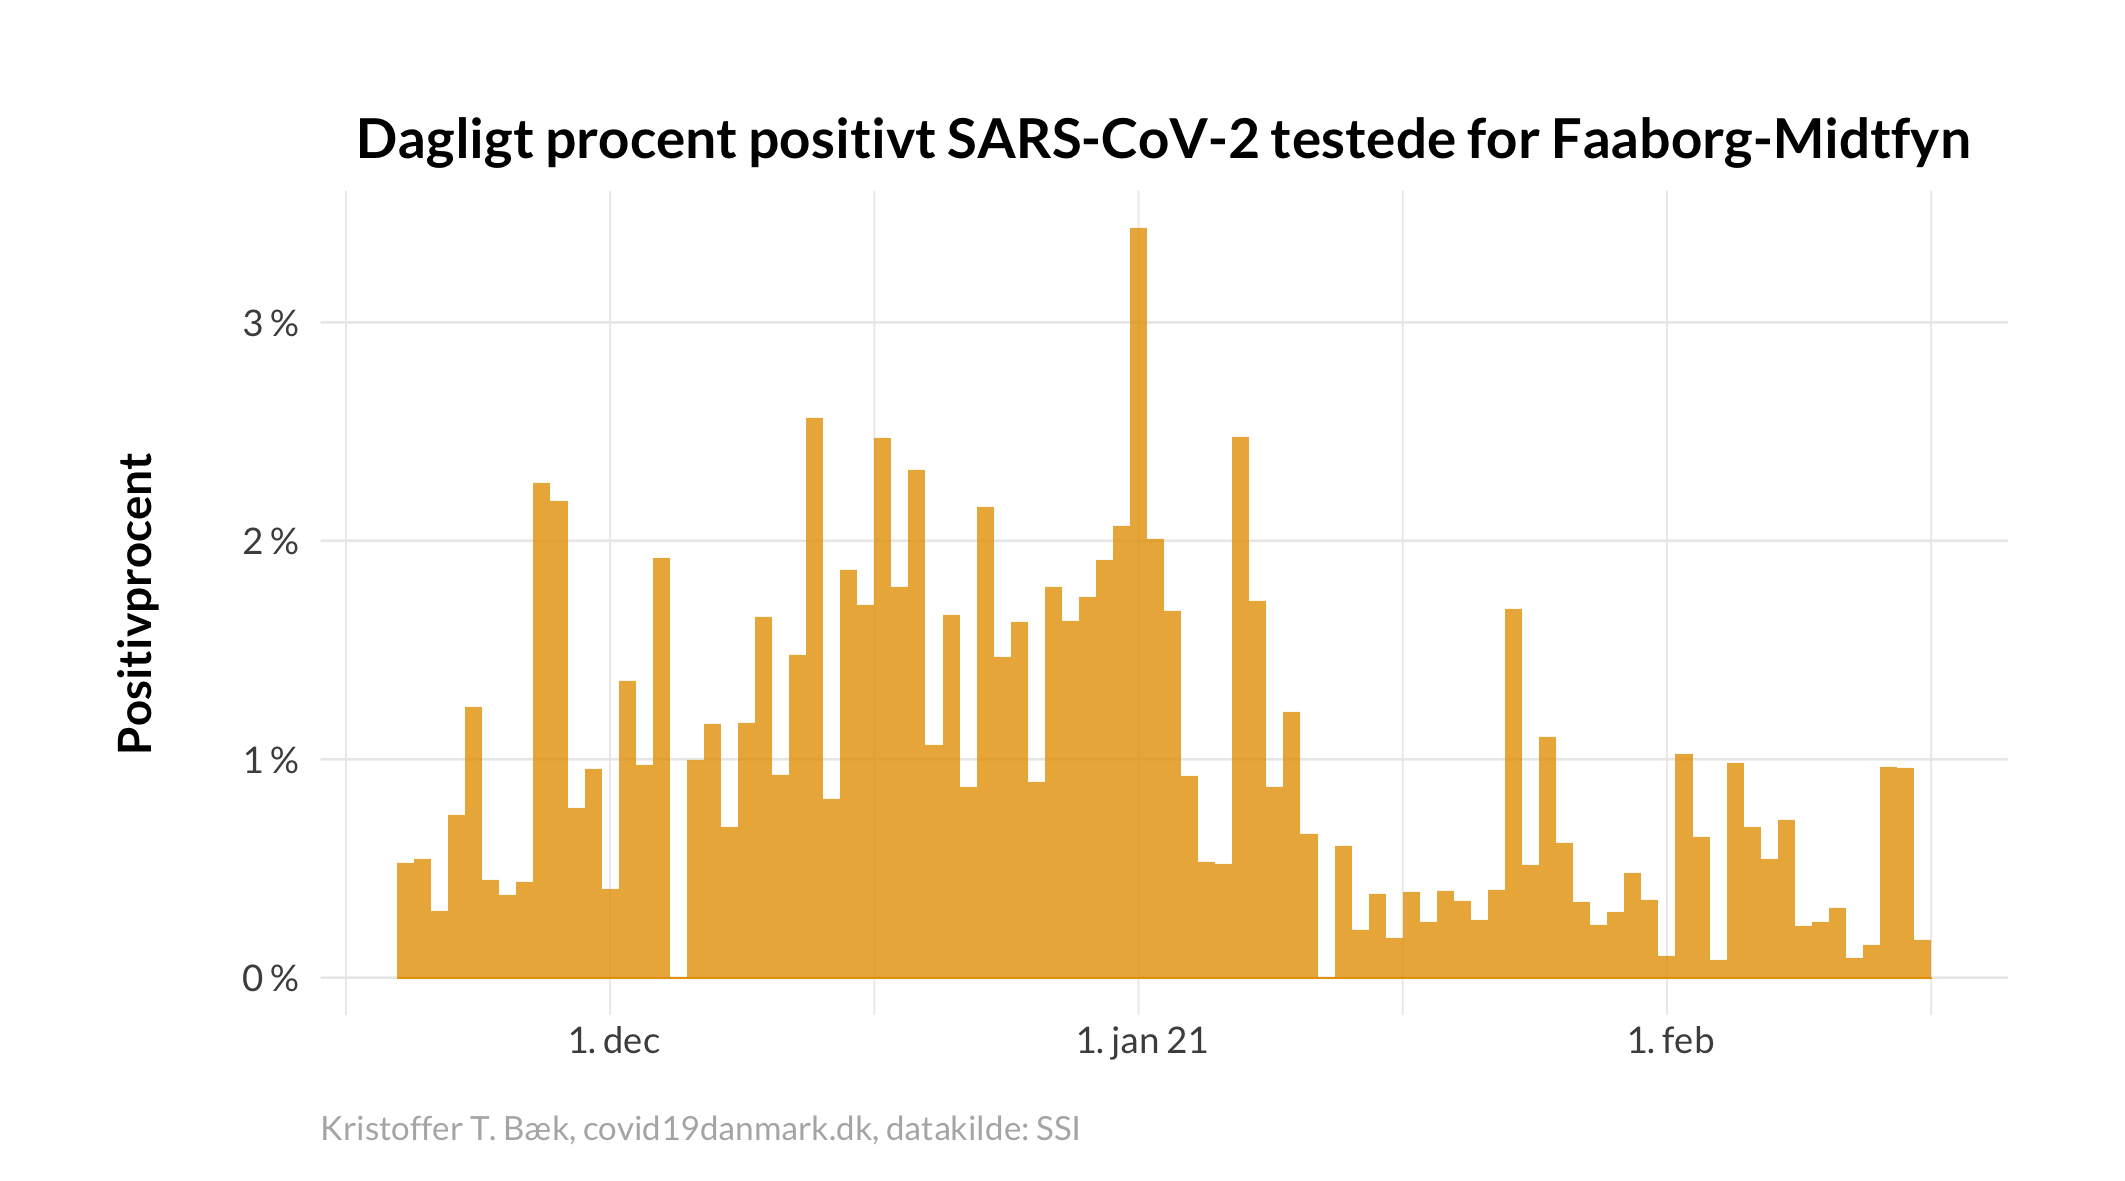 Dagligt procent positivt SARS-CoV-2 testede for Faaborg-Midtfyn
Positivprocent
3 %
2 %
1 %
0 %
1. dec
1. jan 21
1. feb
Kristoffer T. Bæk, covid19danmark.dk, datakilde: SSI